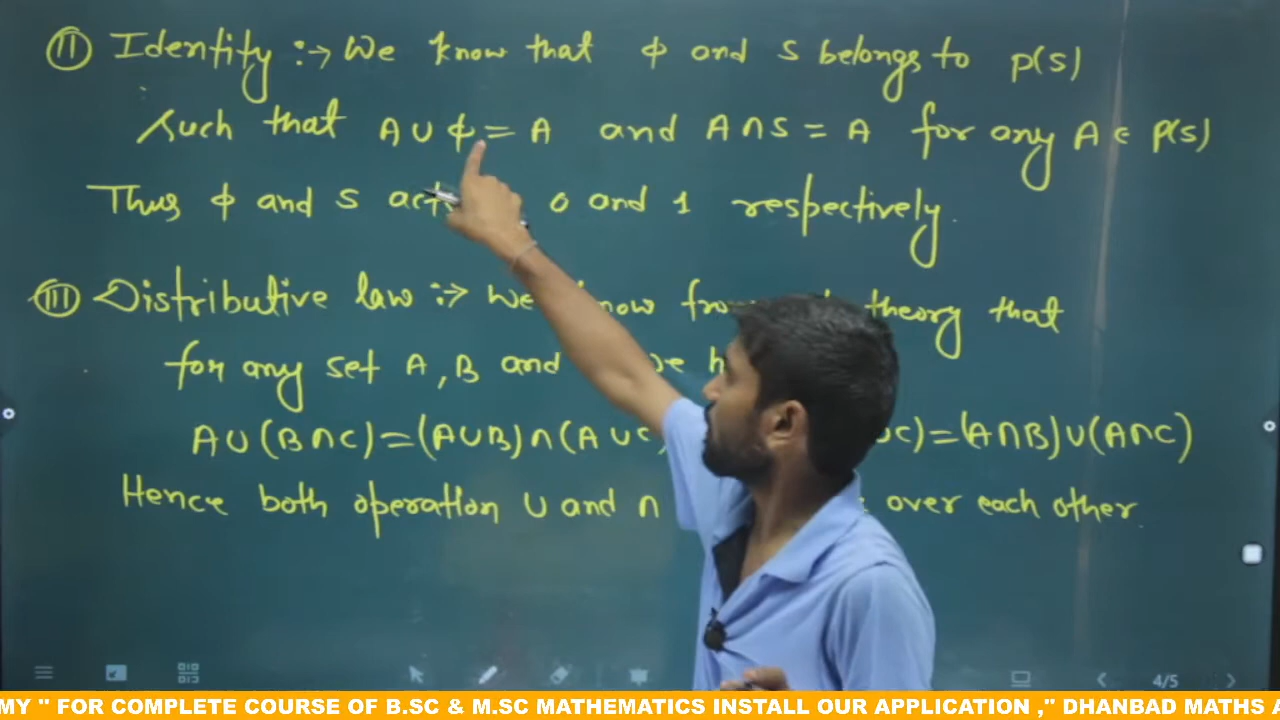 II Identity :→ We know that ϕ and S belongs to p(s)
Such that A ∪ ϕ = A and A ∩ S = A for any A ∈ p(s)
Thus ϕ and S act 0 and 1 respectively.
III Distributive law :→ We know theory that
for any set A, B and
A ∪ (B ∩ C) = (A ∪ B) ∩ (A ∪ C) = (A ∩ B) ∪ (A ∩ C)
Hence both operation ∪ and ∩ over each other.
4/5
MY " FOR COMPLETE COURSE OF B.SC & M.SC MATHEMATICS INSTALL OUR APPLICATION ," DHANBAD MATHS A